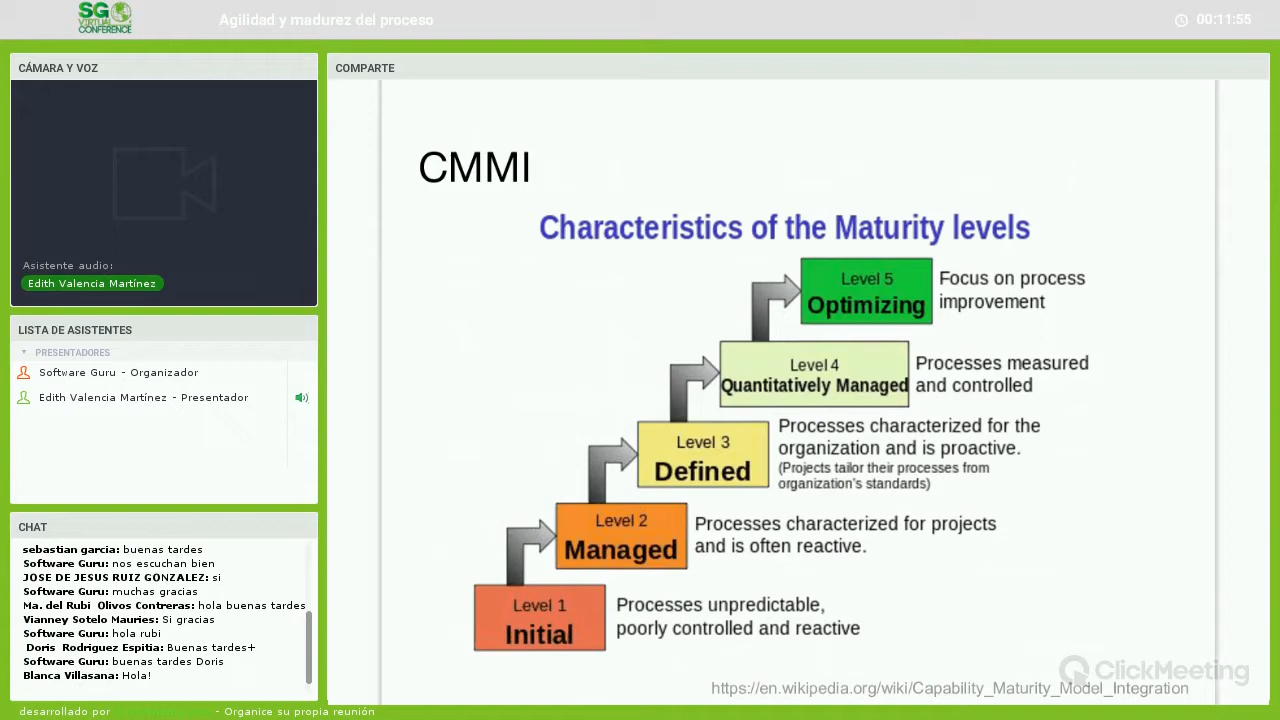 SG
VIRTUAL
CONFERENCE
Agilidad y madurez del proceso
00:11:55
CÁMARA Y VOZ
Asistente audio:
Edith Valencia Martínez
LISTA DE ASISTENTES
PRESENTADORES
Software Guru - Organizador
Edith Valencia Martínez - Presentador
CHAT
sebastian garcia: buenas tardes
Software Guru: nos escuchan bien
JOSE DE JESUS RUIZ GONZALEZ: si
Software Guru: muchas gracias
Ma. del Rubi Olivos Contreras: hola buenas tardes
Vianney Sotelo Mauries: Si gracias
Software Guru: hola rubi
Doris Rodriguez Espitia: Buenas tardes+
Software Guru: buenas tardes Doris
Blanca Villasana: Hola!
desarrollado por - Organice su propia reunión
COMPARTE
CMMI
Characteristics of the Maturity levels
Level 5
Optimizing
Focus on process
improvement
Level 4
Quantitatively Managed
Processes measured
and controlled
Level 3
Defined
Processes characterized for the
organization and is proactive.
(Projects tailor their processes from
organization's standards)
Level 2
Managed
Processes characterized for projects
and is often reactive.
Level 1
Initial
Processes unpredictable,
poorly controlled and reactive
ClickMeeting
https://en.wikipedia.org/wiki/Capability_Maturity_Model_Integration